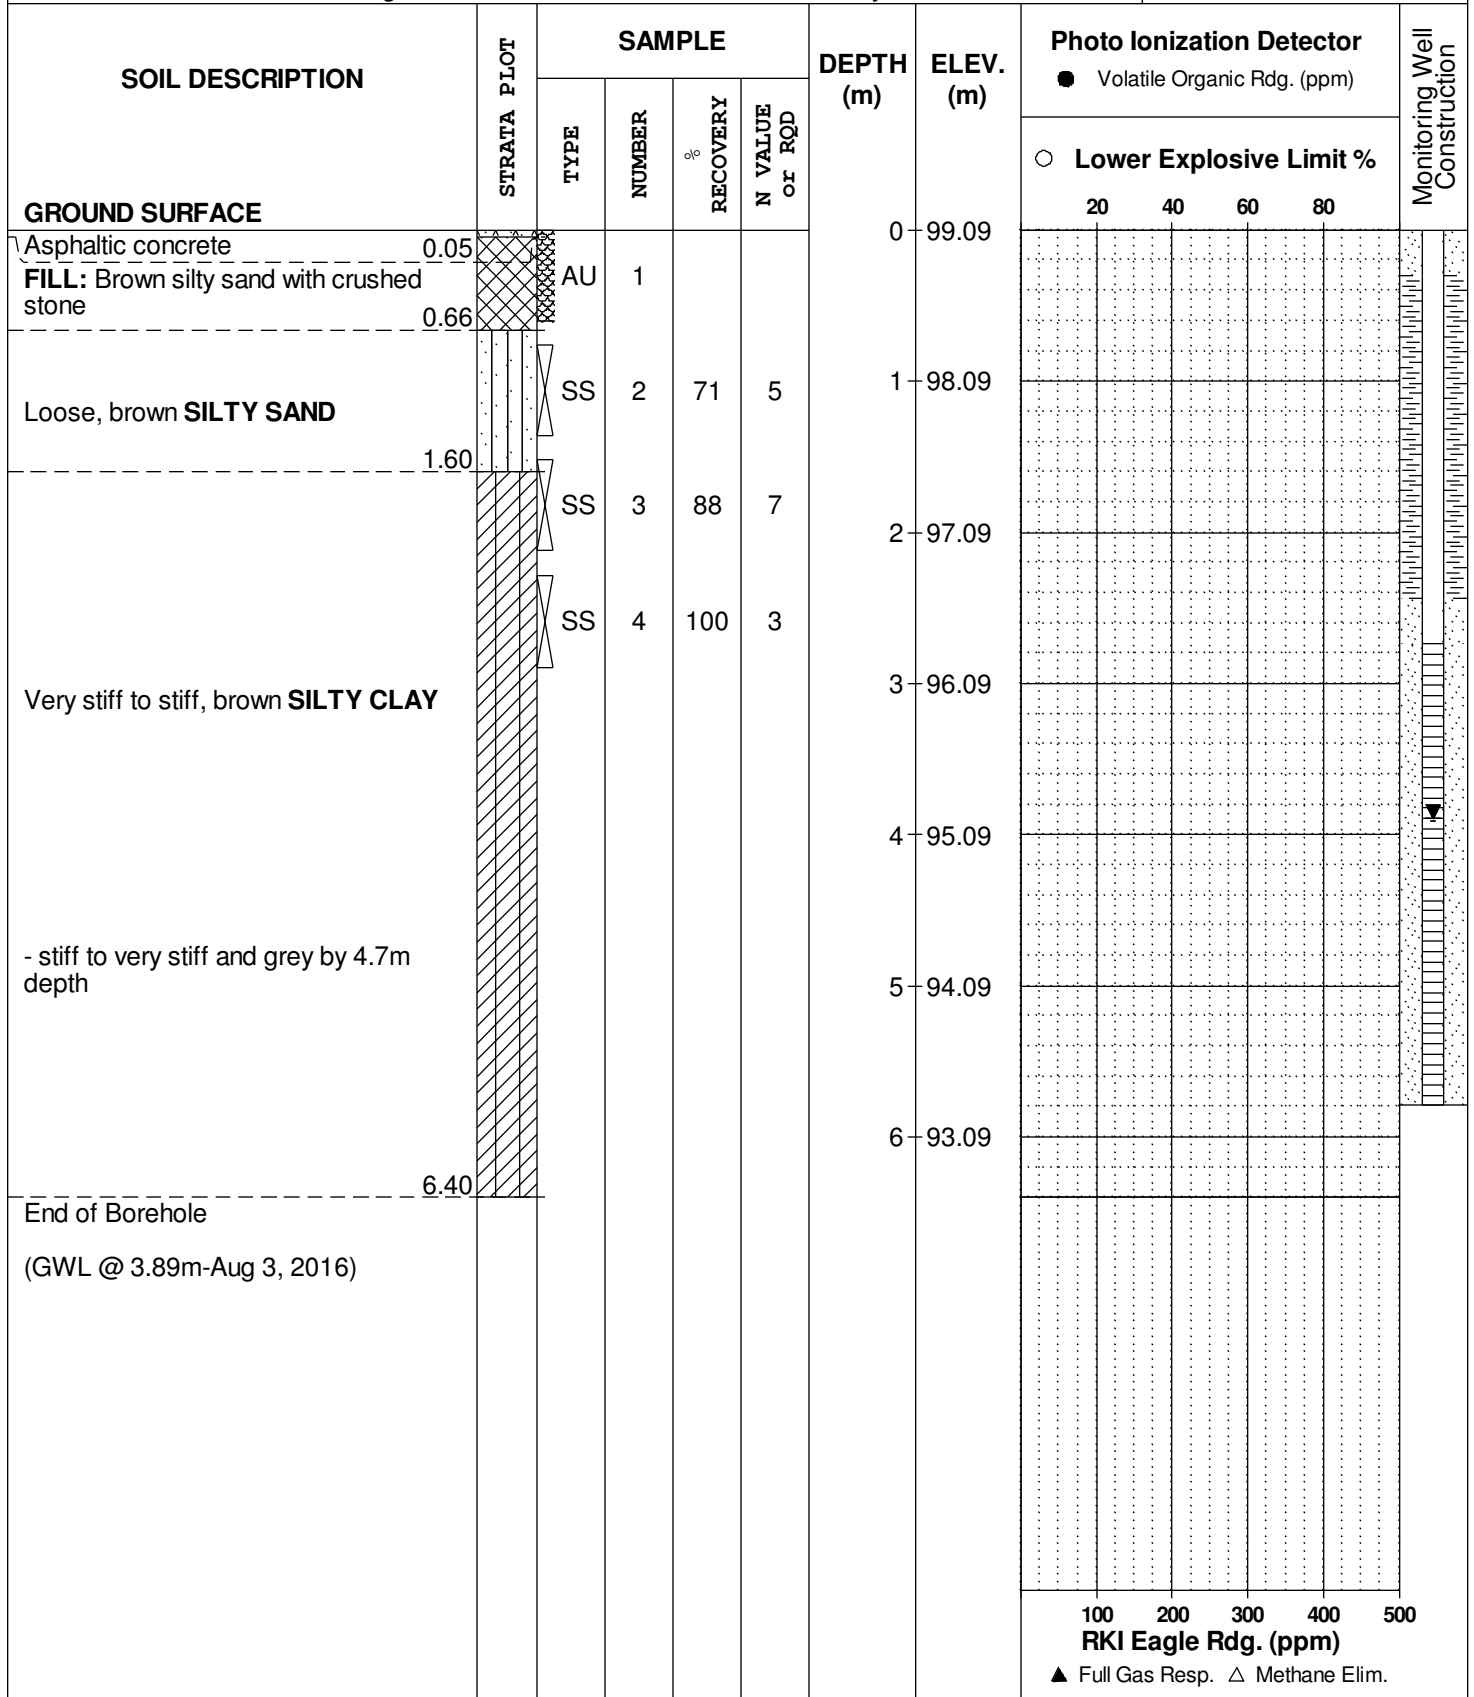 SOIL DESCRIPTION
GROUND SURFACE
STRATA PLOT
SAMPLE
TYPE
NUMBER
% RECOVERY
N VALUE or RQD
DEPTH (m)
ELEV. (m)
Photo Ionization Detector
● Volatile Organic Rdg. (ppm)
○ Lower Explosive Limit %
20 40 60 80
Monitoring Well Construction
Asphaltic concrete 0.05
FILL: Brown silty sand with crushed
stone
0.66
AU 1
0 99.09
Loose, brown SILTY SAND
1.60
SS 2 71 5
1 98.09
SS 3 88 7
2 97.09
SS 4 100 3
Very stiff to stiff, brown SILTY CLAY
3 96.09
4 95.09
- stiff to very stiff and grey by 4.7m
depth
5 94.09
6 93.09
6.40
End of Borehole
(GWL @ 3.89m-Aug 3, 2016)
100 200 300 400 500
RKI Eagle Rdg. (ppm)
▲ Full Gas Resp. △ Methane Elim.